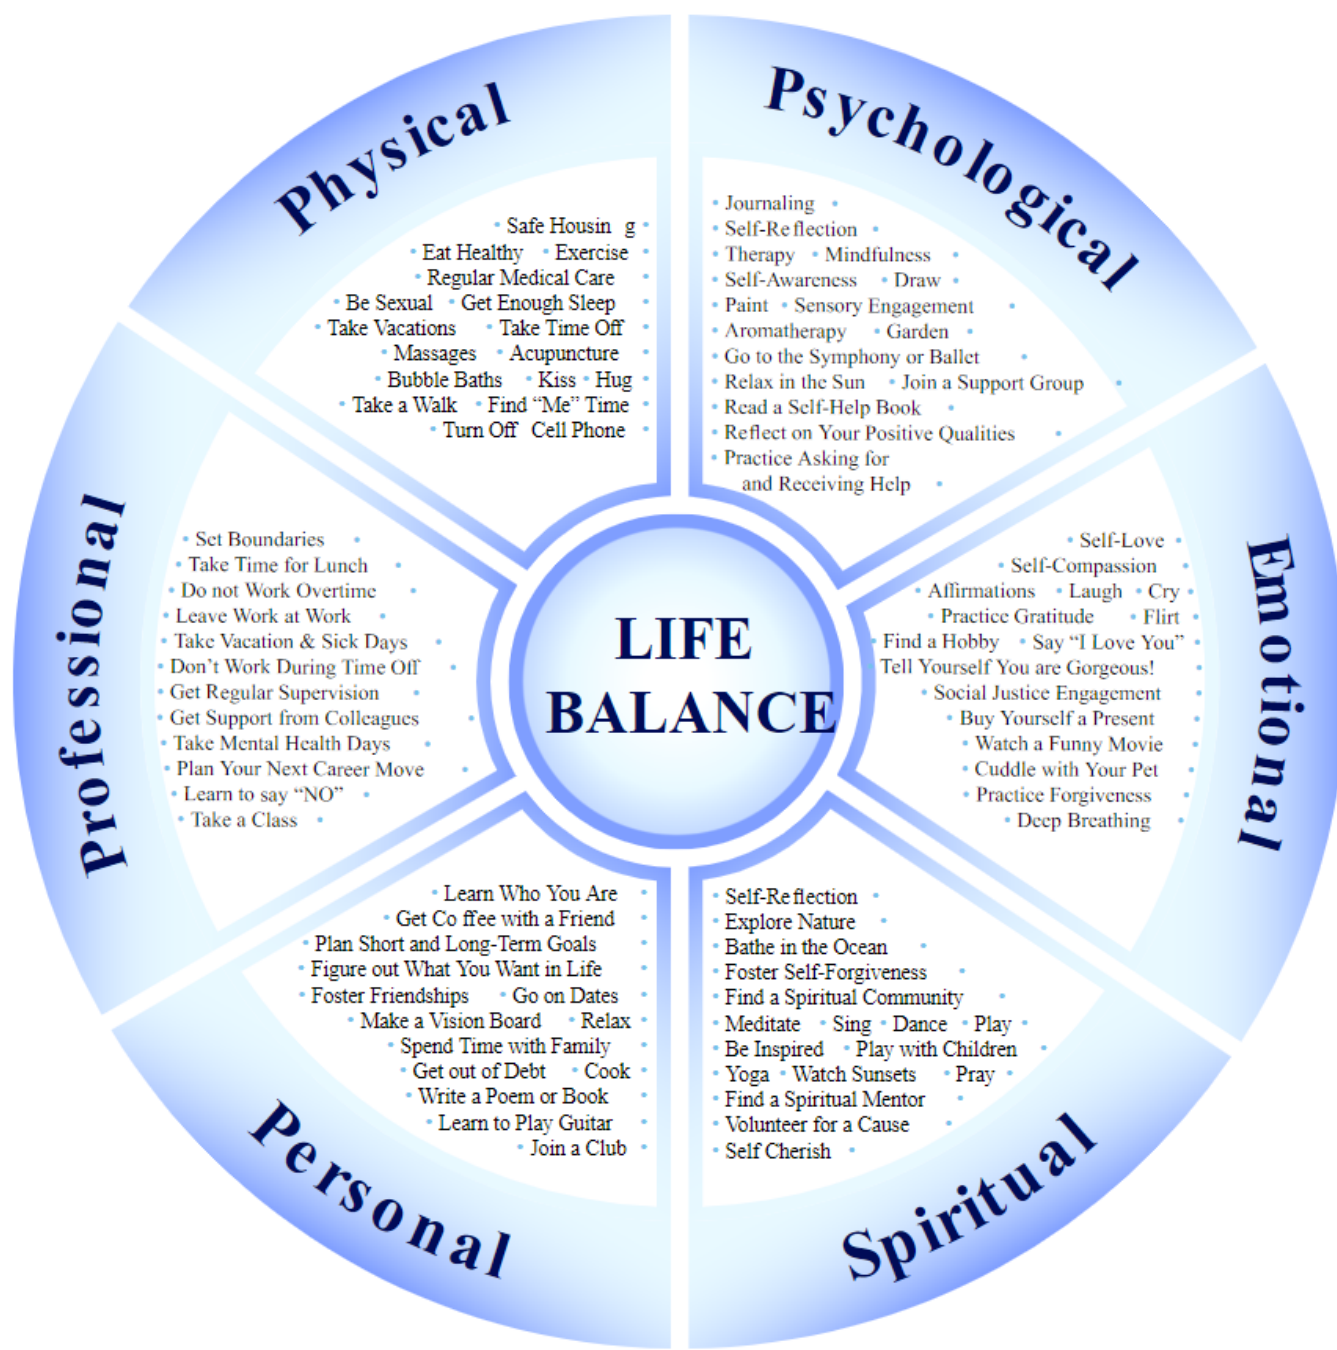 Physical
• Safe Housin g •
• Eat Healthy • Exercise •
• Regular Medical Care •
• Be Sexual • Get Enough Sleep •
• Take Vacations • Take Time Off •
• Massages • Acupuncture •
• Bubble Baths • Kiss • Hug •
• Take a Walk • Find “Me” Time •
• Turn Off Cell Phone •
Psychological
• Journaling •
• Self-Reflection •
• Therapy • Mindfulness •
• Self-Awareness • Draw •
• Paint • Sensory Engagement •
• Aromatherapy • Garden •
• Go to the Symphony or Ballet •
• Relax in the Sun • Join a Support Group •
• Read a Self-Help Book •
• Reflect on Your Positive Qualities •
• Practice Asking for
and Receiving Help •
Emotional
• Self-Love •
• Self-Compassion •
• Affirmations • Laugh • Cry •
• Practice Gratitude • Flirt •
• Find a Hobby • Say “I Love You” •
Tell Yourself You are Gorgeous! •
• Social Justice Engagement •
• Buy Yourself a Present •
• Watch a Funny Movie •
• Cuddle with Your Pet •
• Practice Forgiveness •
• Deep Breathing •
Spiritual
• Self-Reflection •
• Explore Nature •
• Bathe in the Ocean •
• Foster Self-Forgiveness •
• Find a Spiritual Community •
• Meditate • Sing • Dance • Play •
• Be Inspired • Play with Children •
• Yoga • Watch Sunsets • Pray •
• Find a Spiritual Mentor •
• Volunteer for a Cause •
• Self Cherish •
Personal
• Learn Who You Are •
• Get Co ffee with a Friend •
• Plan Short and Long-Term Goals •
• Figure out What You Want in Life •
• Foster Friendships • Go on Dates •
• Make a Vision Board • Relax •
• Spend Time with Family •
• Get out of Debt • Cook •
• Write a Poem or Book •
• Learn to Play Guitar •
• Join a Club •
Professional
• Set Boundaries •
• Take Time for Lunch •
• Do not Work Overtime •
• Leave Work at Work •
• Take Vacation & Sick Days •
• Don’t Work During Time Off •
• Get Regular Supervision •
• Get Support from Colleagues •
• Take Mental Health Days •
• Plan Your Next Career Move •
• Learn to say “NO” •
• Take a Class •
LIFE
BALANCE